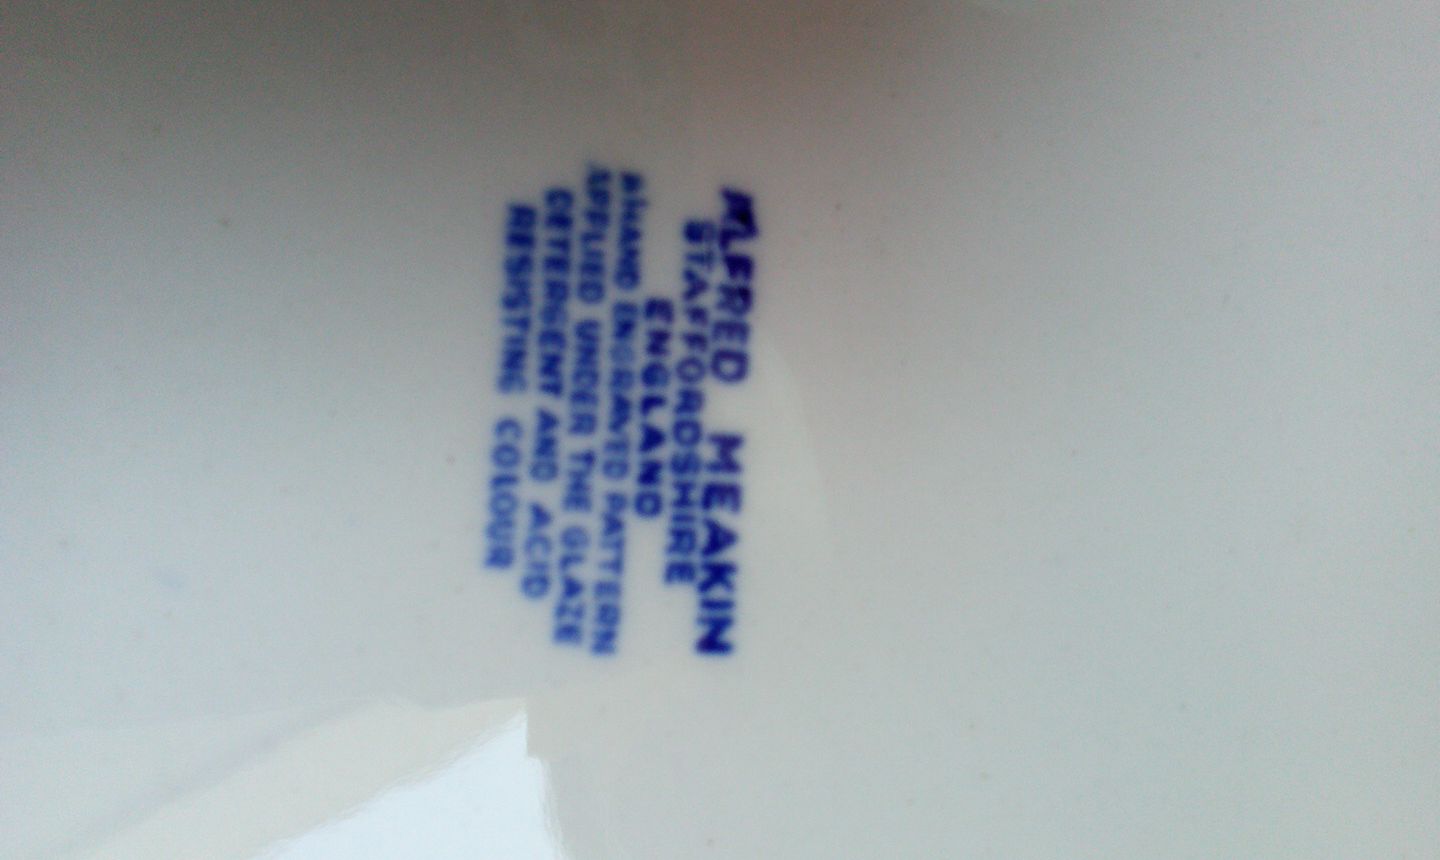 ALFRED MEAKIN
STAFFORDSHIRE
ENGLAND
A HAND ENGRAVED PATTERN
APPLIED UNDER THE GLAZE
DETERGENT AND ACID
RESISTING COLOUR